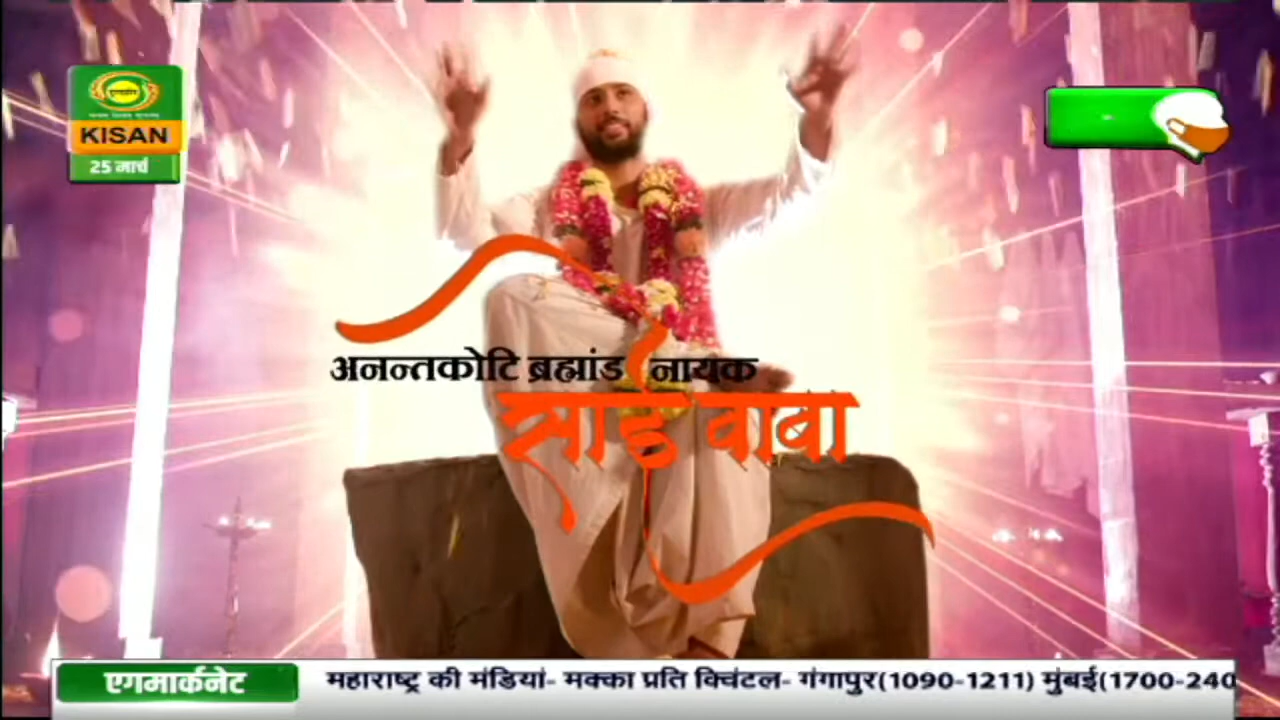 KISAN
25 मार्च
अनन्तकोटि ब्रह्मांड नायक
साई बाबा
एगमार्कनेट
महाराष्ट्र की मंडियां- मक्का प्रति क्विंटल- गंगापुर(1090-1211) मुंबई(1700-240